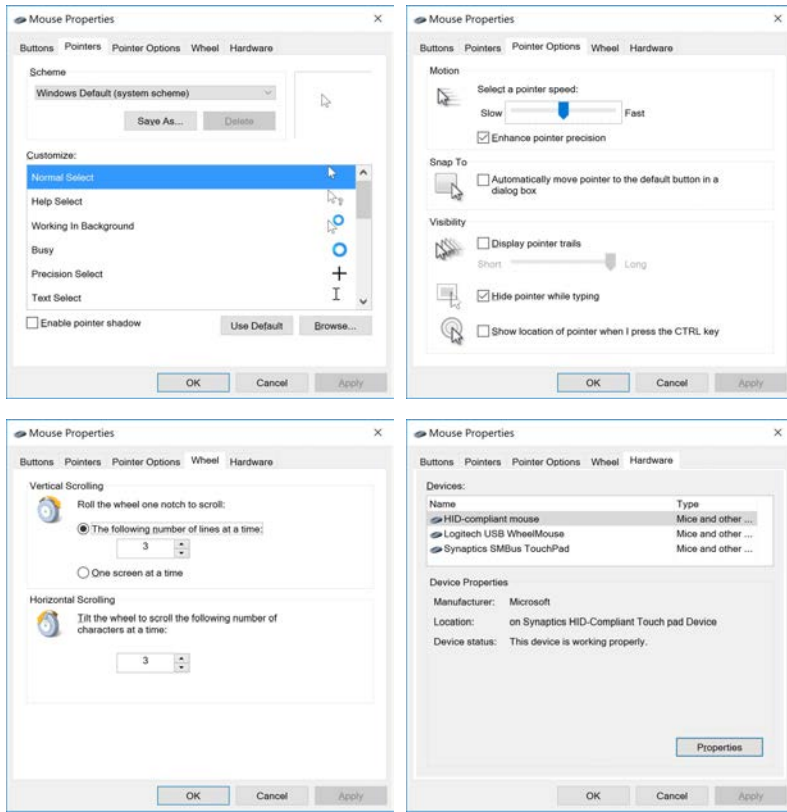 Mouse Properties
Buttons Pointers Pointer Options Wheel Hardware
Scheme
Windows Default (system scheme)
Save As... Delete
Customize:
Normal Select
Help Select
Working In Background
Busy
Precision Select
Text Select
Enable pointer shadow
Use Default Browse...
OK Cancel Apply
Mouse Properties
Buttons Pointers Pointer Options Wheel Hardware
Motion
Select a pointer speed:
Slow Fast
Enhance pointer precision
Snap To
Automatically move pointer to the default button in a
dialog box
Visibility
Display pointer trails
Short Long
Hide pointer while typing
Show location of pointer when I press the CTRL key
OK Cancel Apply
Mouse Properties
Buttons Pointers Pointer Options Wheel Hardware
Vertical Scrolling
Roll the wheel one notch to scroll:
The following number of lines at a time:
3
One screen at a time
Horizontal Scrolling
Tilt the wheel to scroll the following number of
characters at a time:
3
OK Cancel Apply
Mouse Properties
Buttons Pointers Pointer Options Wheel Hardware
Devices:
Name Type
HID-compliant mouse Mice and other ...
Logitech USB WheelMouse Mice and other ...
Synaptics SMBus TouchPad Mice and other ...
Device Properties
Manufacturer: Microsoft
Location: on Synaptics HID-Compliant Touch pad Device
Device status: This device is working properly.
Properties
OK Cancel Apply